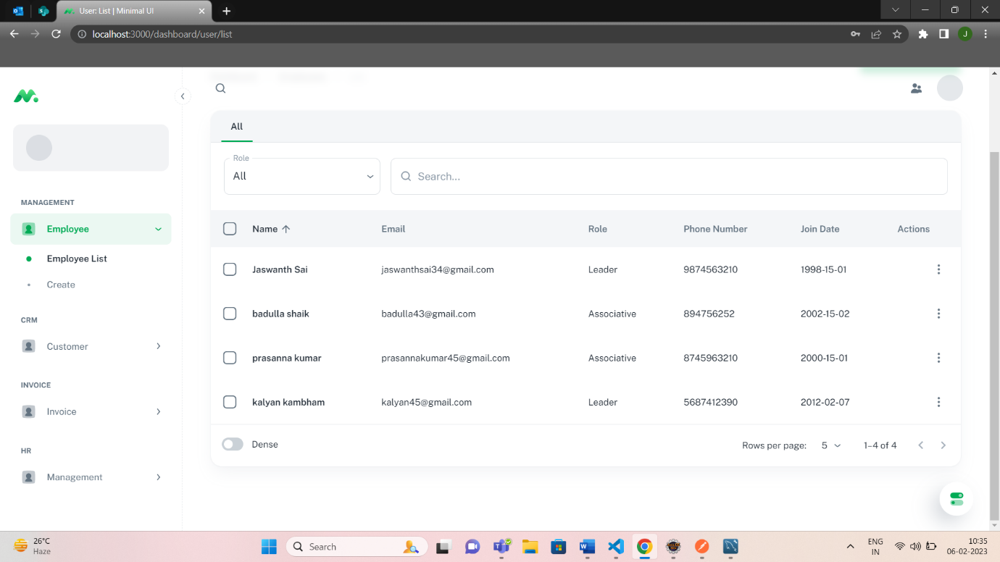 User: List | Minimal UI
localhost:3000/dashboard/user/list
J
All
Role
All
Search...
MANAGEMENT
Employee
Employee List
Create
CRM
Customer
INVOICE
Invoice
HR
Management
Name Email Role Phone Number Join Date Actions
Jaswanth Sai jaswanthsai34@gmail.com Leader 9874563210 1998-15-01
badulla shaik badulla43@gmail.com Associative 894756252 2002-15-02
prasanna kumar prasannakumar45@gmail.com Associative 8745963210 2000-15-01
kalyan kambham kalyan45@gmail.com Leader 5687412390 2012-02-07
Dense Rows per page: 5 1–4 of 4
26°C
Haze
Search
ENG
IN
10:35
06-02-2023